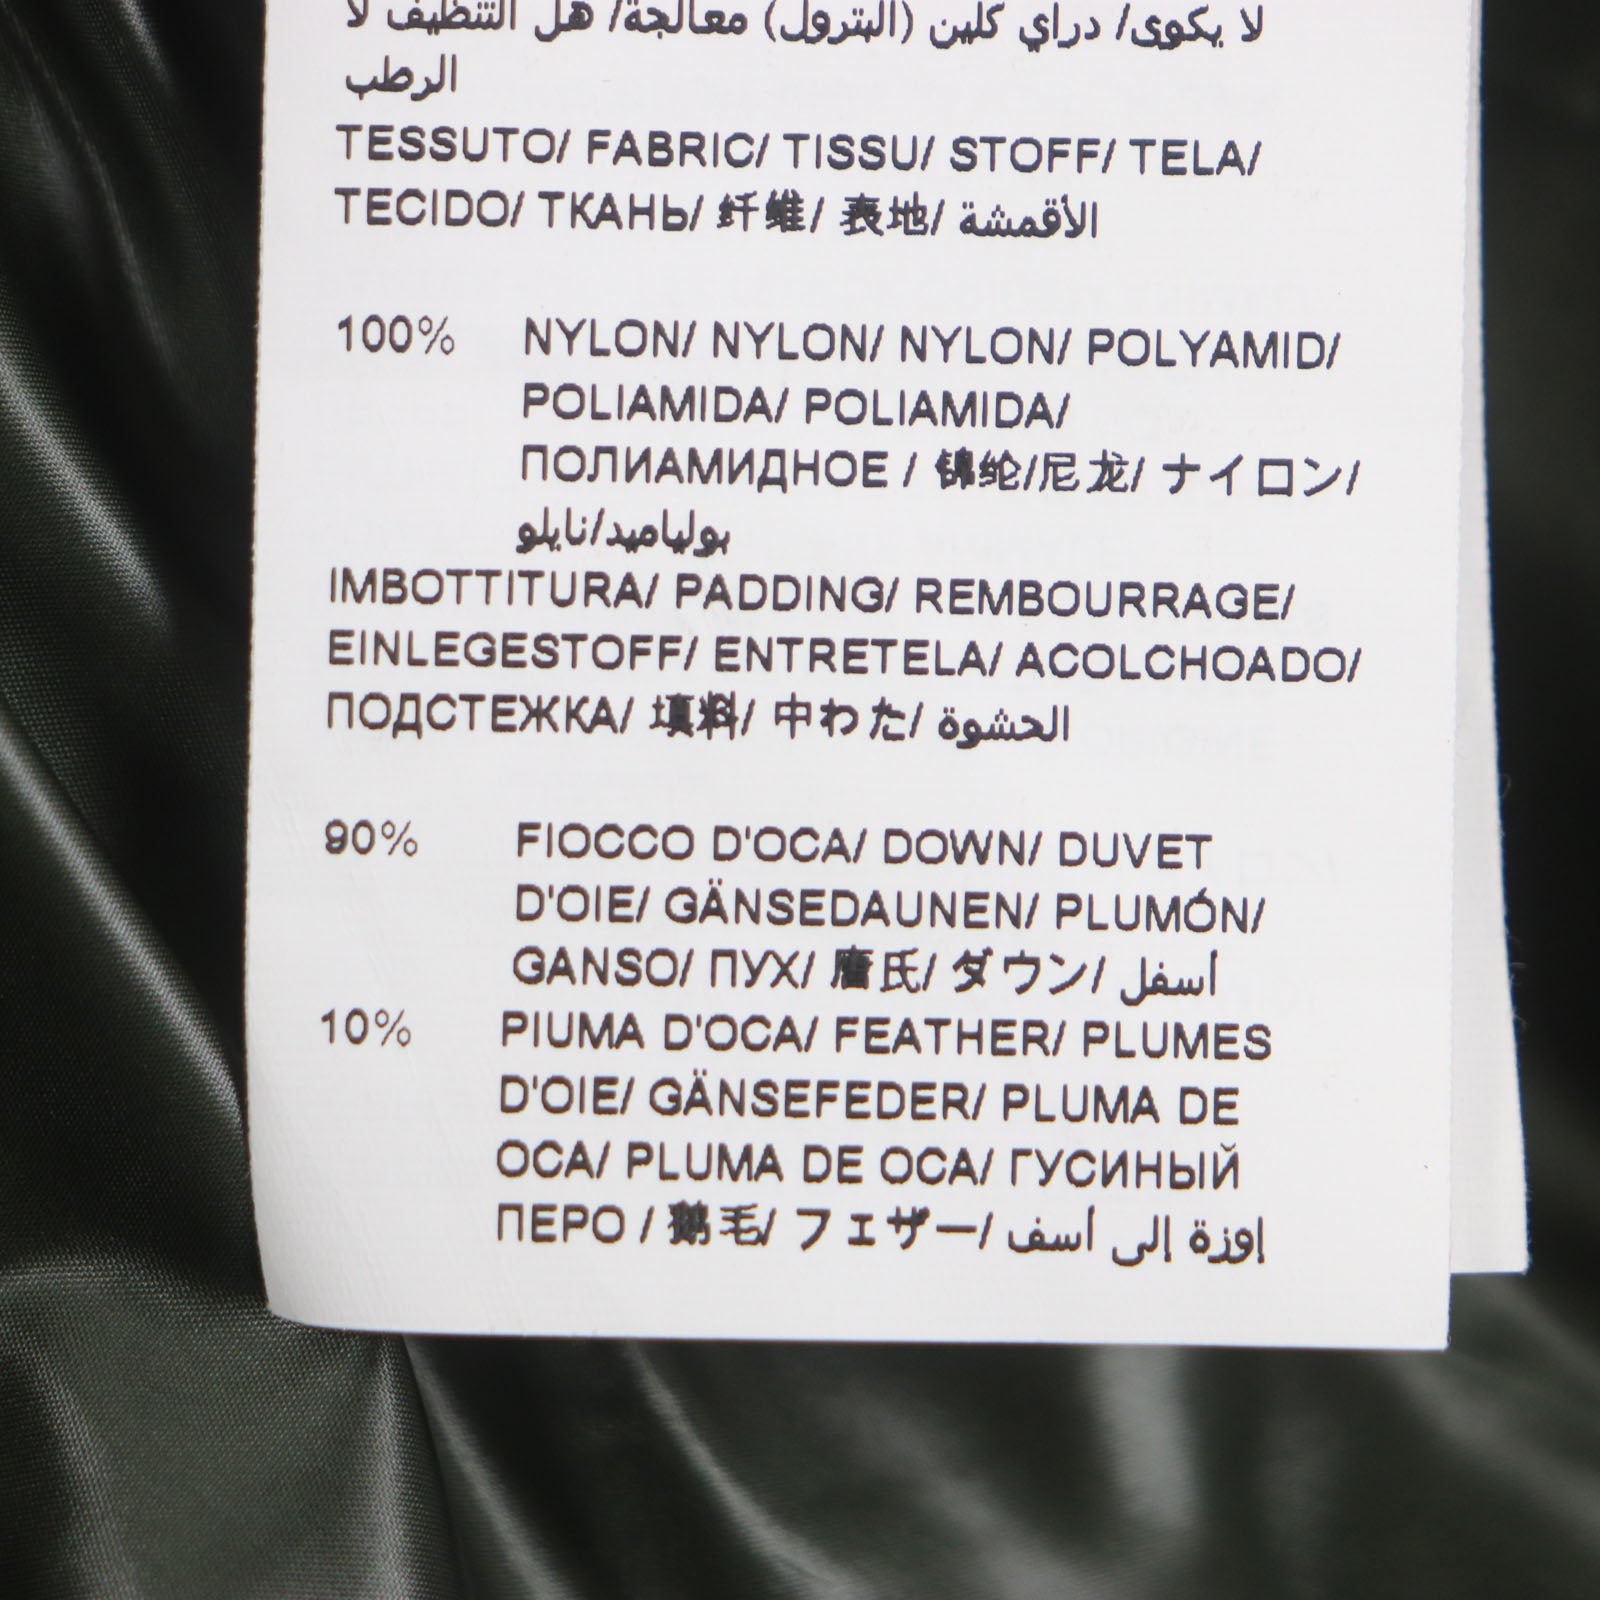 لا يكوى/ دراي كلين (البترول) معالجة/ هل التنظيف لا
الرطب
TESSUTO/ FABRIC/ TISSU/ STOFF/ TELA/
TECIDO/ ТКАНЬ/ 纤维/ 表地/ الأقمشة
100% NYLON/ NYLON/ NYLON/ POLYAMID/
POLIAMIDA/ POLIAMIDA/
ПОЛИАМИДНОЕ / 锦纶/尼龙/ ナイロン/
بولياميد/نايلو
IMBOTTITURA/ PADDING/ REMBOURRAGE/
EINLEGESTOFF/ ENTRETELA/ ACOLCHOADO/
ПОДСТЕЖКА/ 填料/ 中わた/ الحشوة
90% FIOCCO D'OCA/ DOWN/ DUVET
D'OIE/ GÄNSEDAUNEN/ PLUMÓN/
GANSO/ ПУХ/ 唐氏/ ダウン/ أسفل
10% PIUMA D'OCA/ FEATHER/ PLUMES
D'OIE/ GÄNSEFEDER/ PLUMA DE
OCA/ PLUMA DE OCA/ ГУСИНЫЙ
ПЕРО / 鹅毛/ フェザー/ إوزة إلى أسف